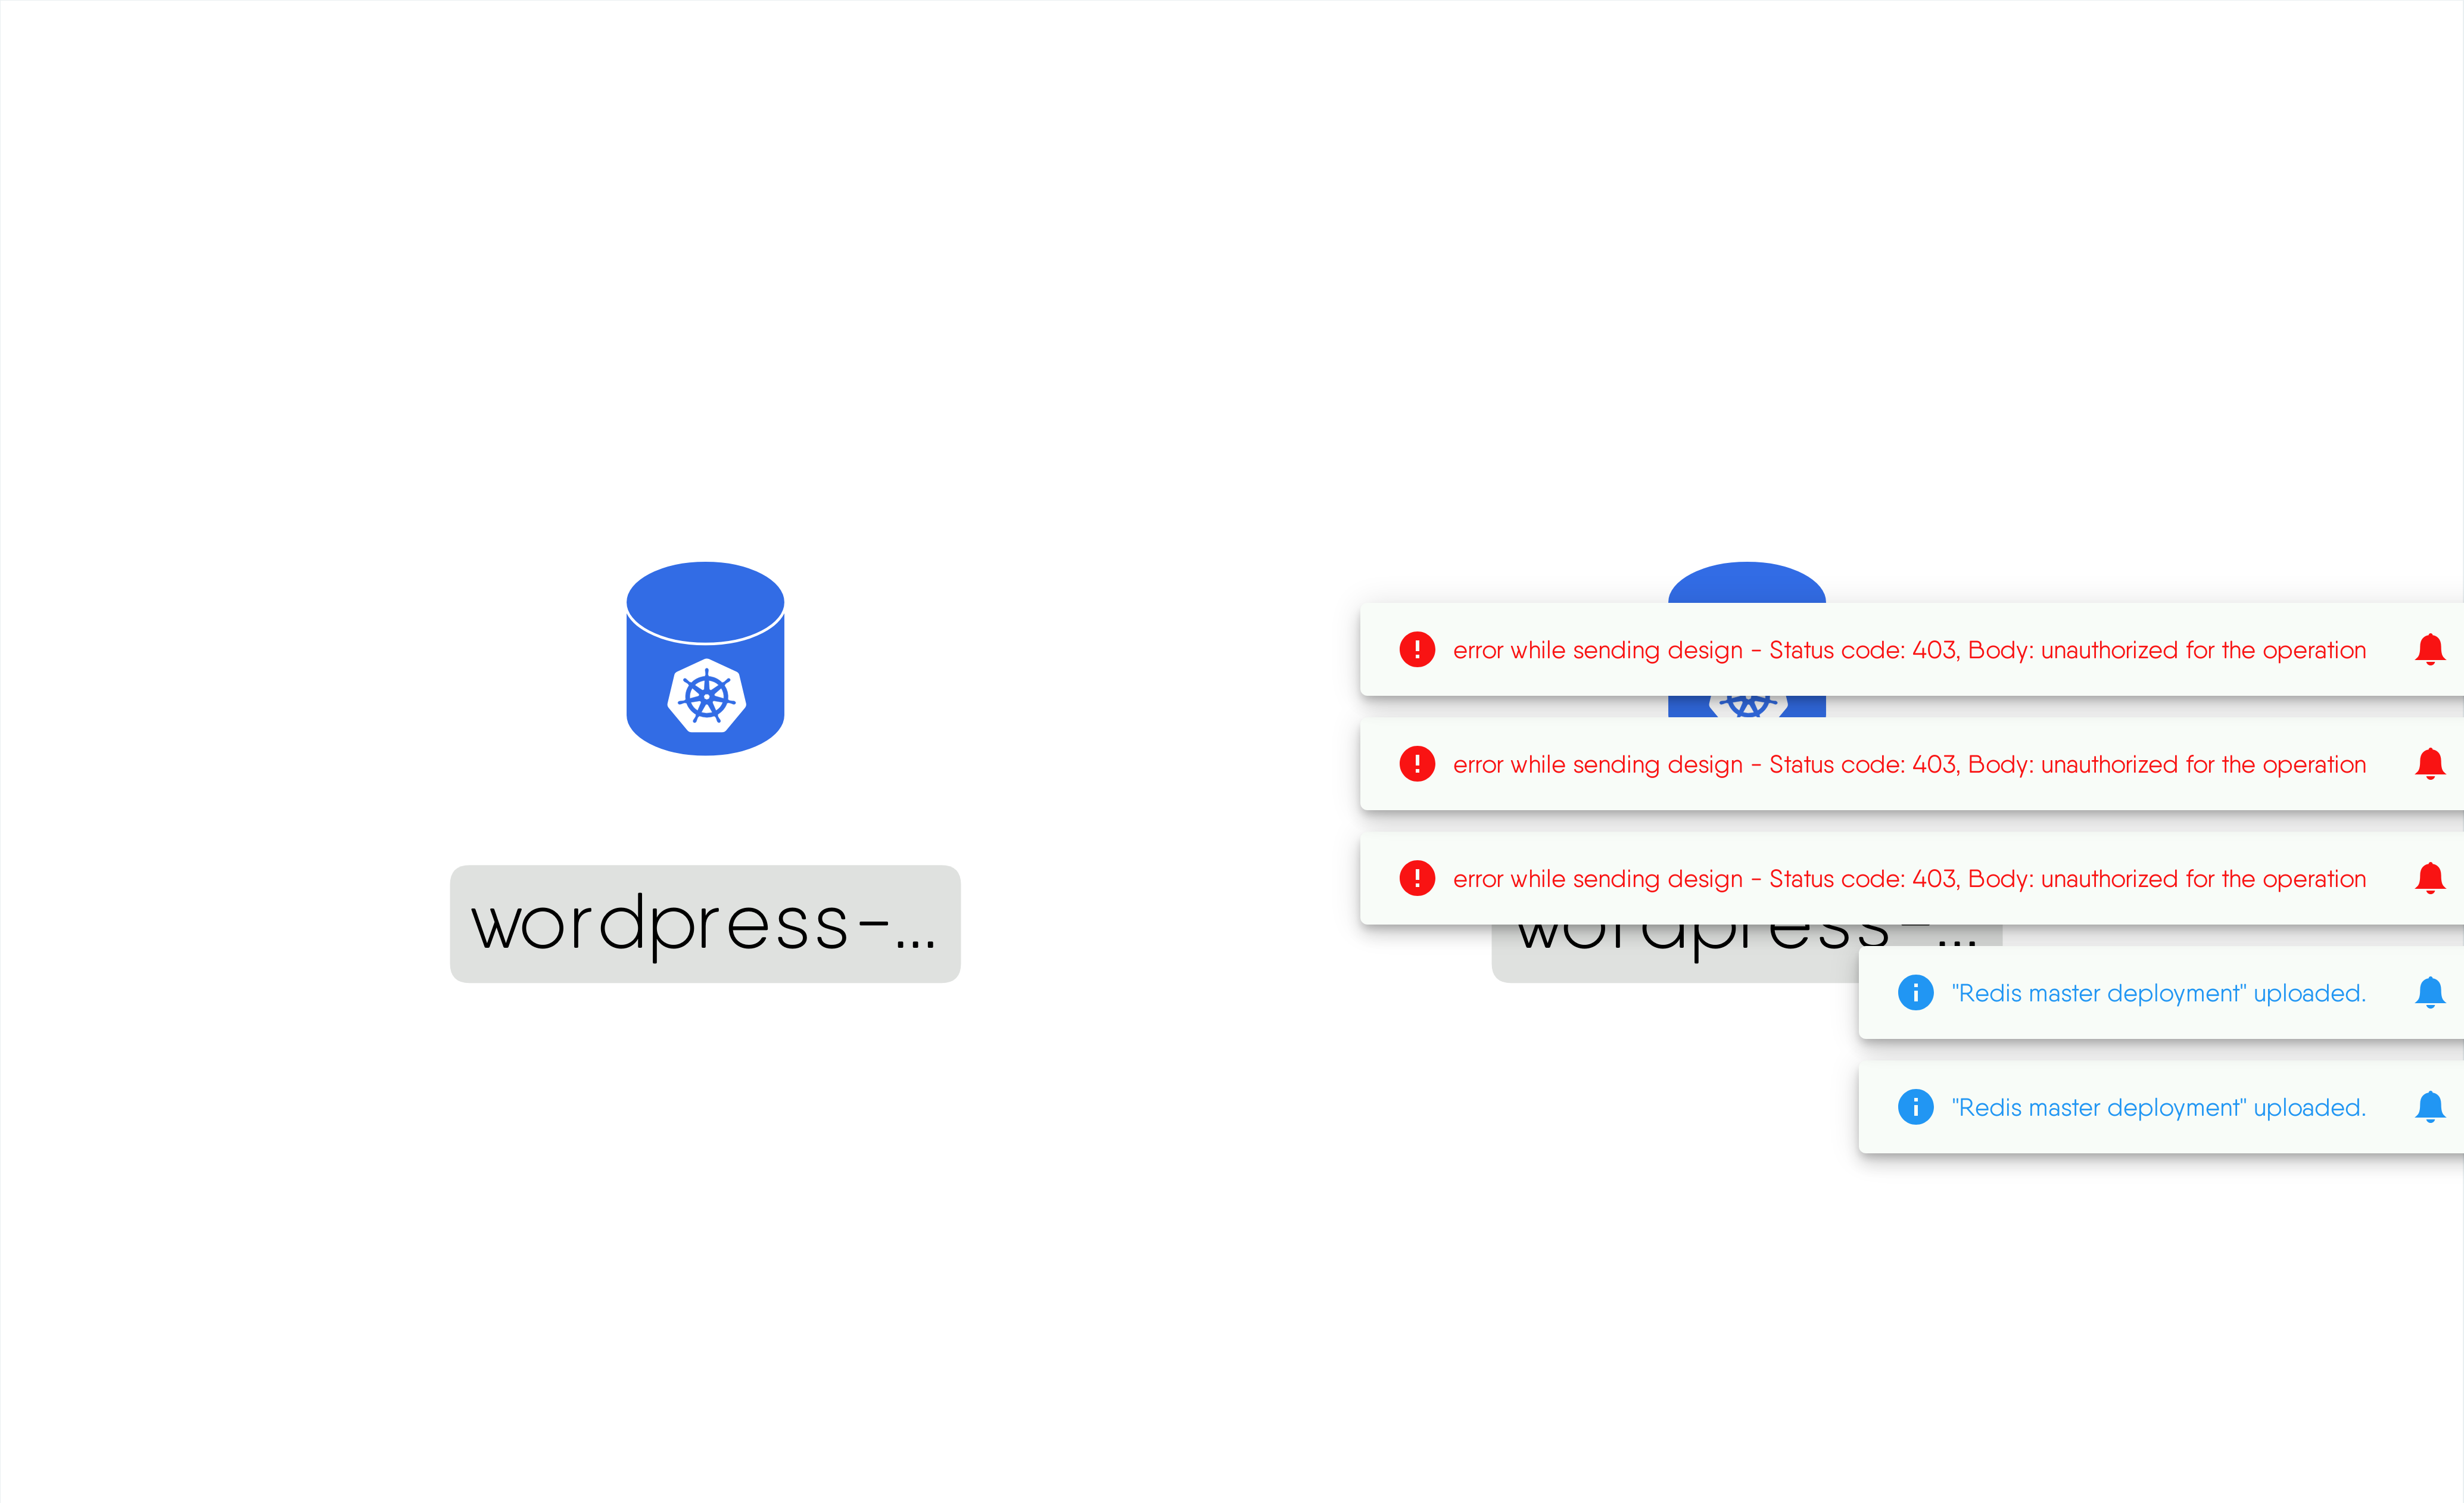 wordpress-...
error while sending design - Status code: 403, Body: unauthorized for the operation
error while sending design - Status code: 403, Body: unauthorized for the operation
error while sending design - Status code: 403, Body: unauthorized for the operation
wordpress-...
"Redis master deployment" uploaded.
"Redis master deployment" uploaded.